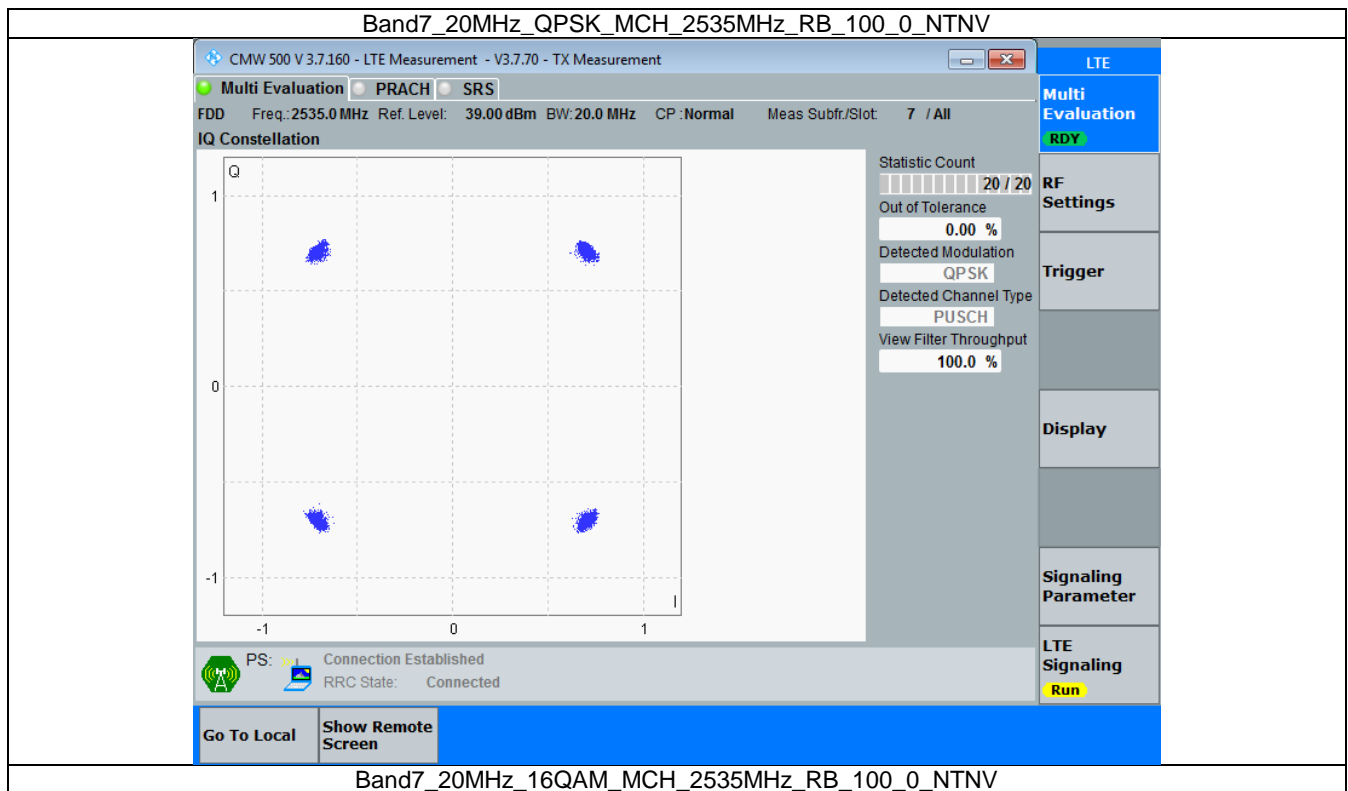 Band7_20MHz_QPSK_MCH_2535MHz_RB_100_0_NTNV
CMW 500 V 3.7.160 - LTE Measurement - V3.7.70 - TX Measurement
LTE
Multi Evaluation PRACH SRS
FDD Freq.:2535.0 MHz Ref. Level: 39.00 dBm BW:20.0 MHz CP :Normal Meas Subfr./Slot: 7 / All
IQ Constellation
Multi
Evaluation
RDY
Q
1
0
-1
I
-1 0 1
Statistic Count
20 / 20
Out of Tolerance
0.00 %
Detected Modulation
QPSK
Detected Channel Type
PUSCH
View Filter Throughput
100.0 %
RF
Settings
Trigger
Display
Signaling
Parameter
LTE
Signaling
Run
PS: Connection Established
RRC State: Connected
Go To Local
Show Remote
Screen
Band7_20MHz_16QAM_MCH_2535MHz_RB_100_0_NTNV